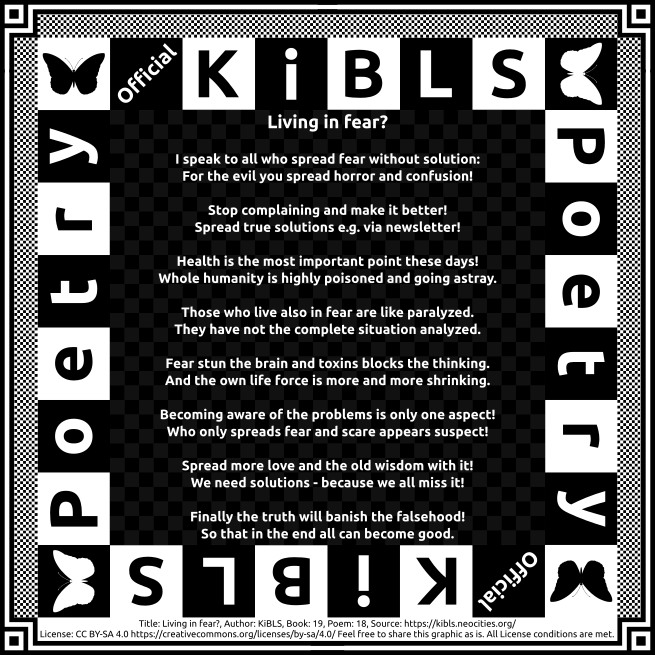 Official KiBLS
Poetry
Poetry
Living in fear?
I speak to all who spread fear without solution:
For the evil you spread horror and confusion!
Stop complaining and make it better!
Spread true solutions e.g. via newsletter!
Health is the most important point these days!
Whole humanity is highly poisoned and going astray.
Those who live also in fear are like paralyzed.
They have not the complete situation analyzed.
Fear stun the brain and toxins blocks the thinking.
And the own life force is more and more shrinking.
Becoming aware of the problems is only one aspect!
Who only spreads fear and scare appears suspect!
Spread more love and the old wisdom with it!
We need solutions - because we all miss it!
Finally the truth will banish the falsehood!
So that in the end all can become good.
Official KiBLS
Title: Living in fear?, Author: KiBLS, Book: 19, Poem: 18, Source: https://kibls.neocities.org/
License: CC BY-SA 4.0 https://creativecommons.org/licenses/by-sa/4.0/ Feel free to share this graphic as is. All License conditions are met.